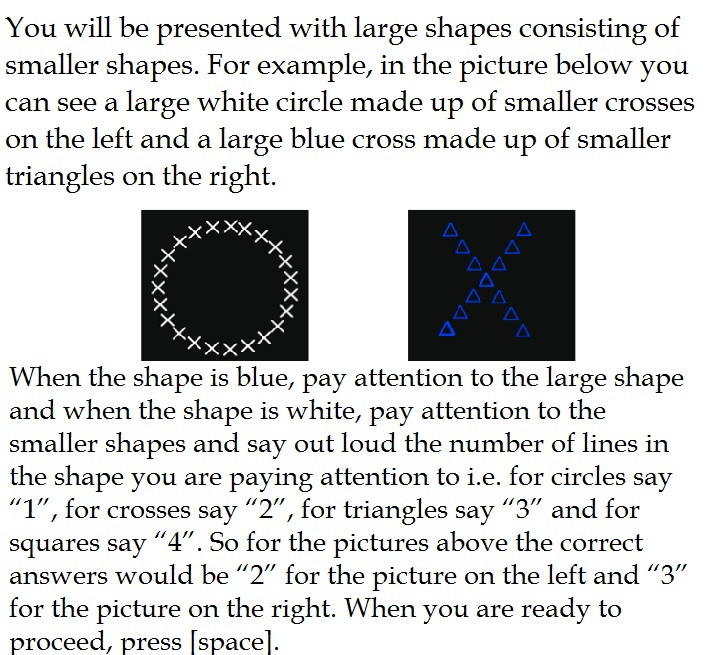 You will be presented with large shapes consisting of
smaller shapes. For example, in the picture below you
can see a large white circle made up of smaller crosses
on the left and a large blue cross made up of smaller
triangles on the right.
When the shape is blue, pay attention to the large shape
and when the shape is white, pay attention to the
smaller shapes and say out loud the number of lines in
the shape you are paying attention to i.e. for circles say
“1”, for crosses say “2”, for triangles say “3” and for
squares say “4”. So for the pictures above the correct
answers would be “2” for the picture on the left and “3”
for the picture on the right. When you are ready to
proceed, press [space].